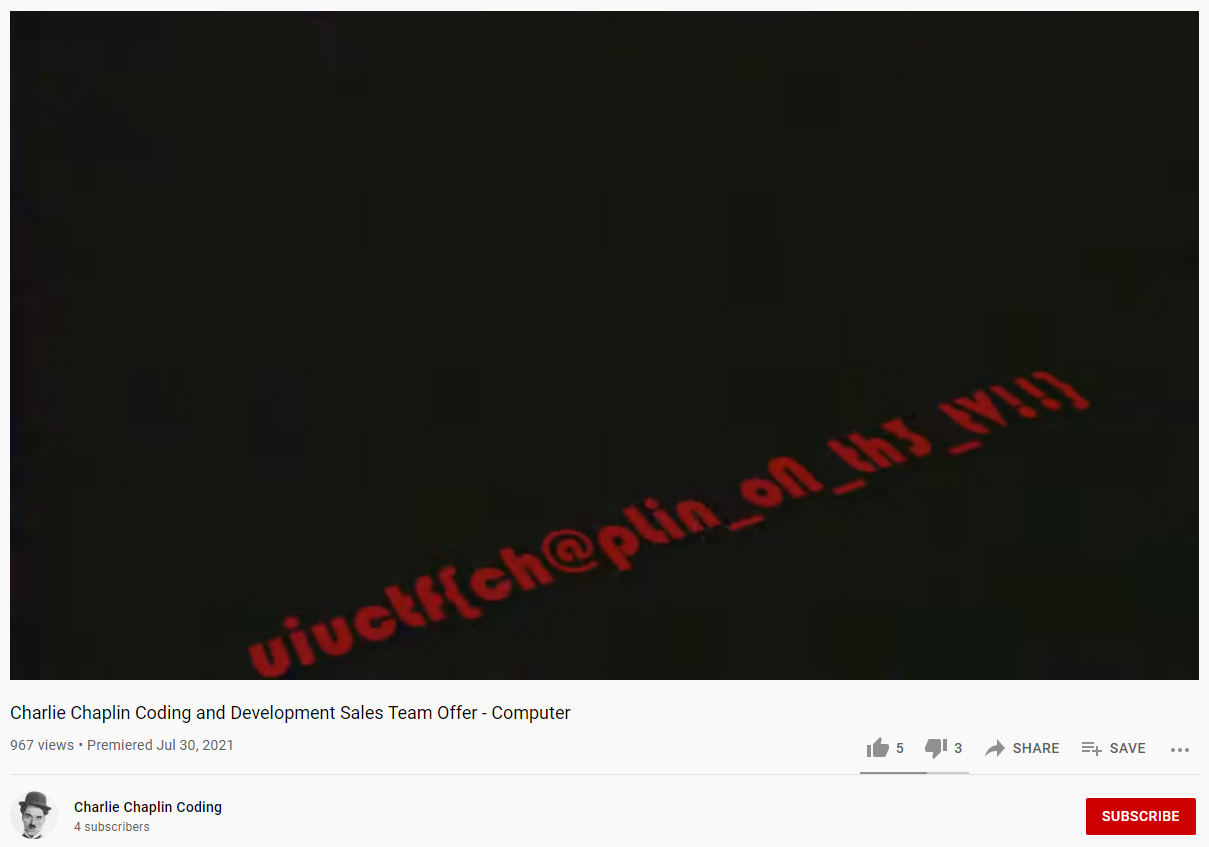 uiuctf{ch@pLin_oN_th3_tV!!}
Charlie Chaplin Coding and Development Sales Team Offer - Computer
967 views • Premiered Jul 30, 2021
5
3
SHARE
SAVE
Charlie Chaplin Coding
4 subscribers
SUBSCRIBE